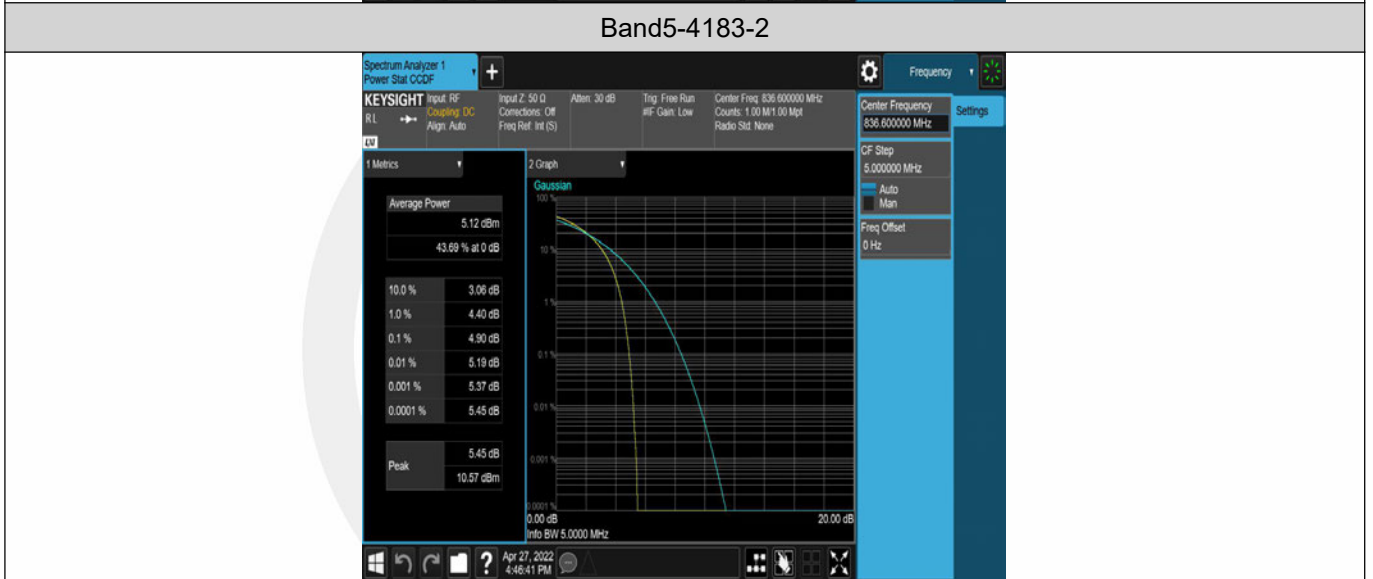 Band5-4183-2
Spectrum Analyzer 1
Power Stat CCDF
+
Frequency
KEYSIGHT
RL
LXI
Input: RF
Coupling: DC
Align: Auto
Input Z: 50 Ω
Corrections: Off
Freq Ref: Int (S)
Atten: 30 dB
Trig: Free Run
#IF Gain: Low
Center Freq: 836.600000 MHz
Counts: 1.00 M/1.00 Mpt
Radio Std: None
Center Frequency
836.600000 MHz
Settings
CF Step
5.000000 MHz
Auto
Man
Freq Offset
0 Hz
1 Metrics
Average Power
5.12 dBm
43.69 % at 0 dB
10.0 % 3.06 dB
1.0 % 4.40 dB
0.1 % 4.90 dB
0.01 % 5.19 dB
0.001 % 5.37 dB
0.0001 % 5.45 dB
Peak
5.45 dB
10.57 dBm
2 Graph
Gaussian
100 %
10 %
1 %
0.1 %
0.01 %
0.001 %
0.0001 %
0.00 dB 20.00 dB
Info BW 5.0000 MHz
?
Apr 27, 2022
4:46:41 PM